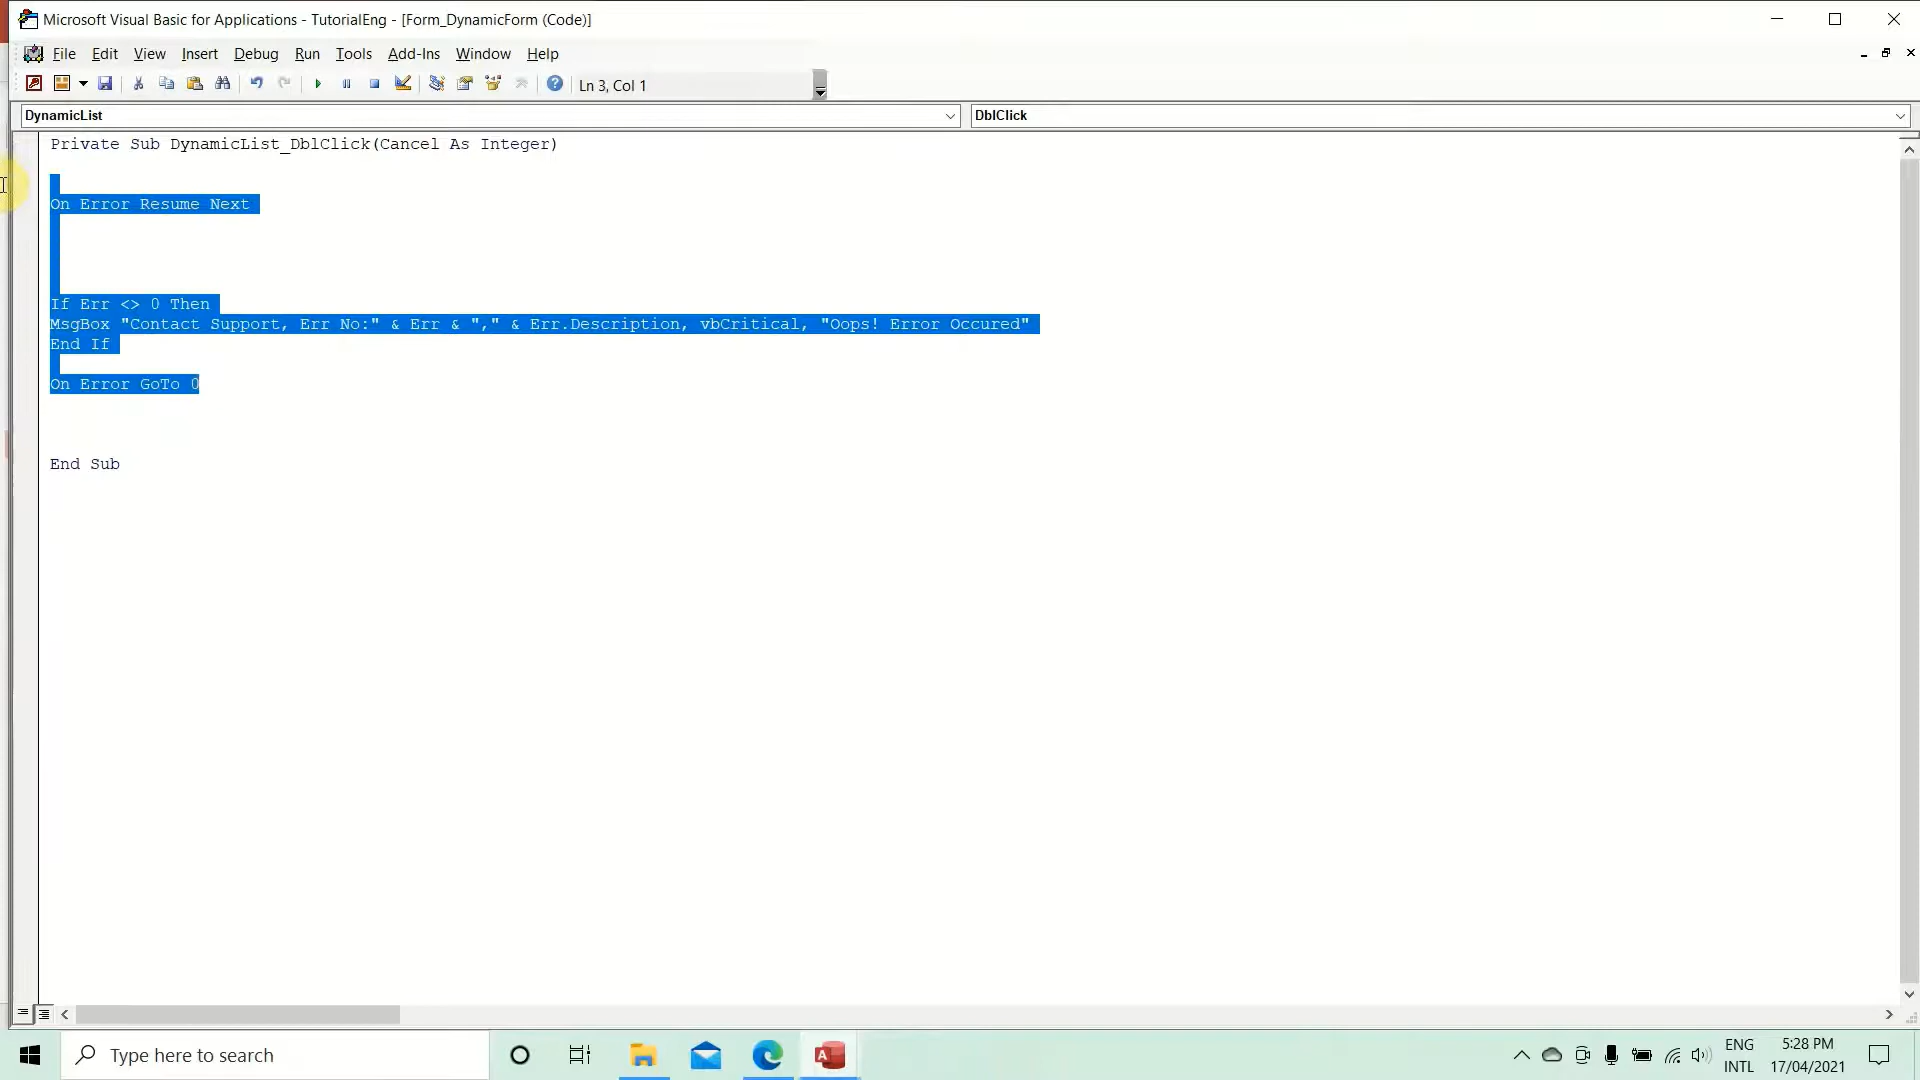 Microsoft Visual Basic for Applications - TutorialEng - [Form_DynamicForm (Code)]
File Edit View Insert Debug Run Tools Add-Ins Window Help
Ln 3, Col 1
DynamicList DblClick
Private Sub DynamicList_DblClick(Cancel As Integer)
On Error Resume Next
If Err <> 0 Then
MsgBox "Contact Support, Err No:" & Err & "," & Err.Description, vbCritical, "Oops! Error Occured"
End If
On Error GoTo 0
End Sub
Type here to search
ENG 5:28 PM
INTL 17/04/2021